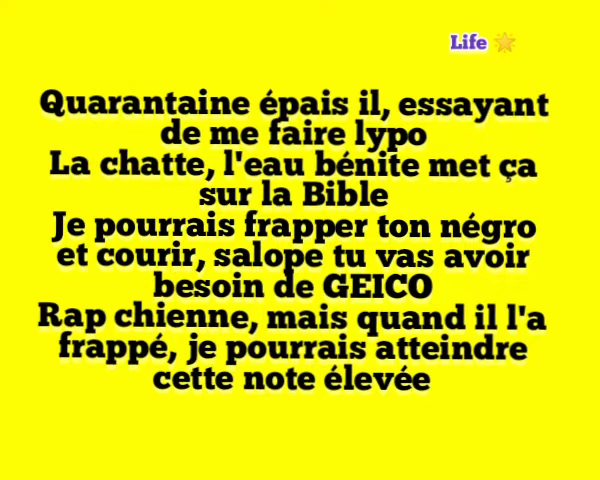 Life 🌟
Quarantaine épais il, essayant
de me faire lypo
La chatte, l'eau bénite met ça
sur la Bible
Je pourrais frapper ton négro
et courir, salope tu vas avoir
besoin de GEICO
Rap chienne, mais quand il l'a
frappé, je pourrais atteindre
cette note élevée